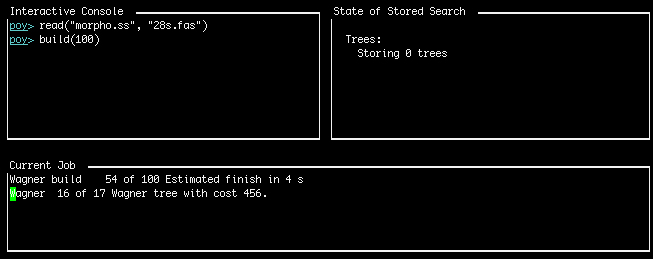 Interactive Console
poy> read("morpho.ss", "28s.fas")
poy> build(100)
State of Stored Search
Trees:
Storing 0 trees
Current Job
Wagner build 54 of 100 Estimated finish in 4 s
Wagner 16 of 17 Wagner tree with cost 456.